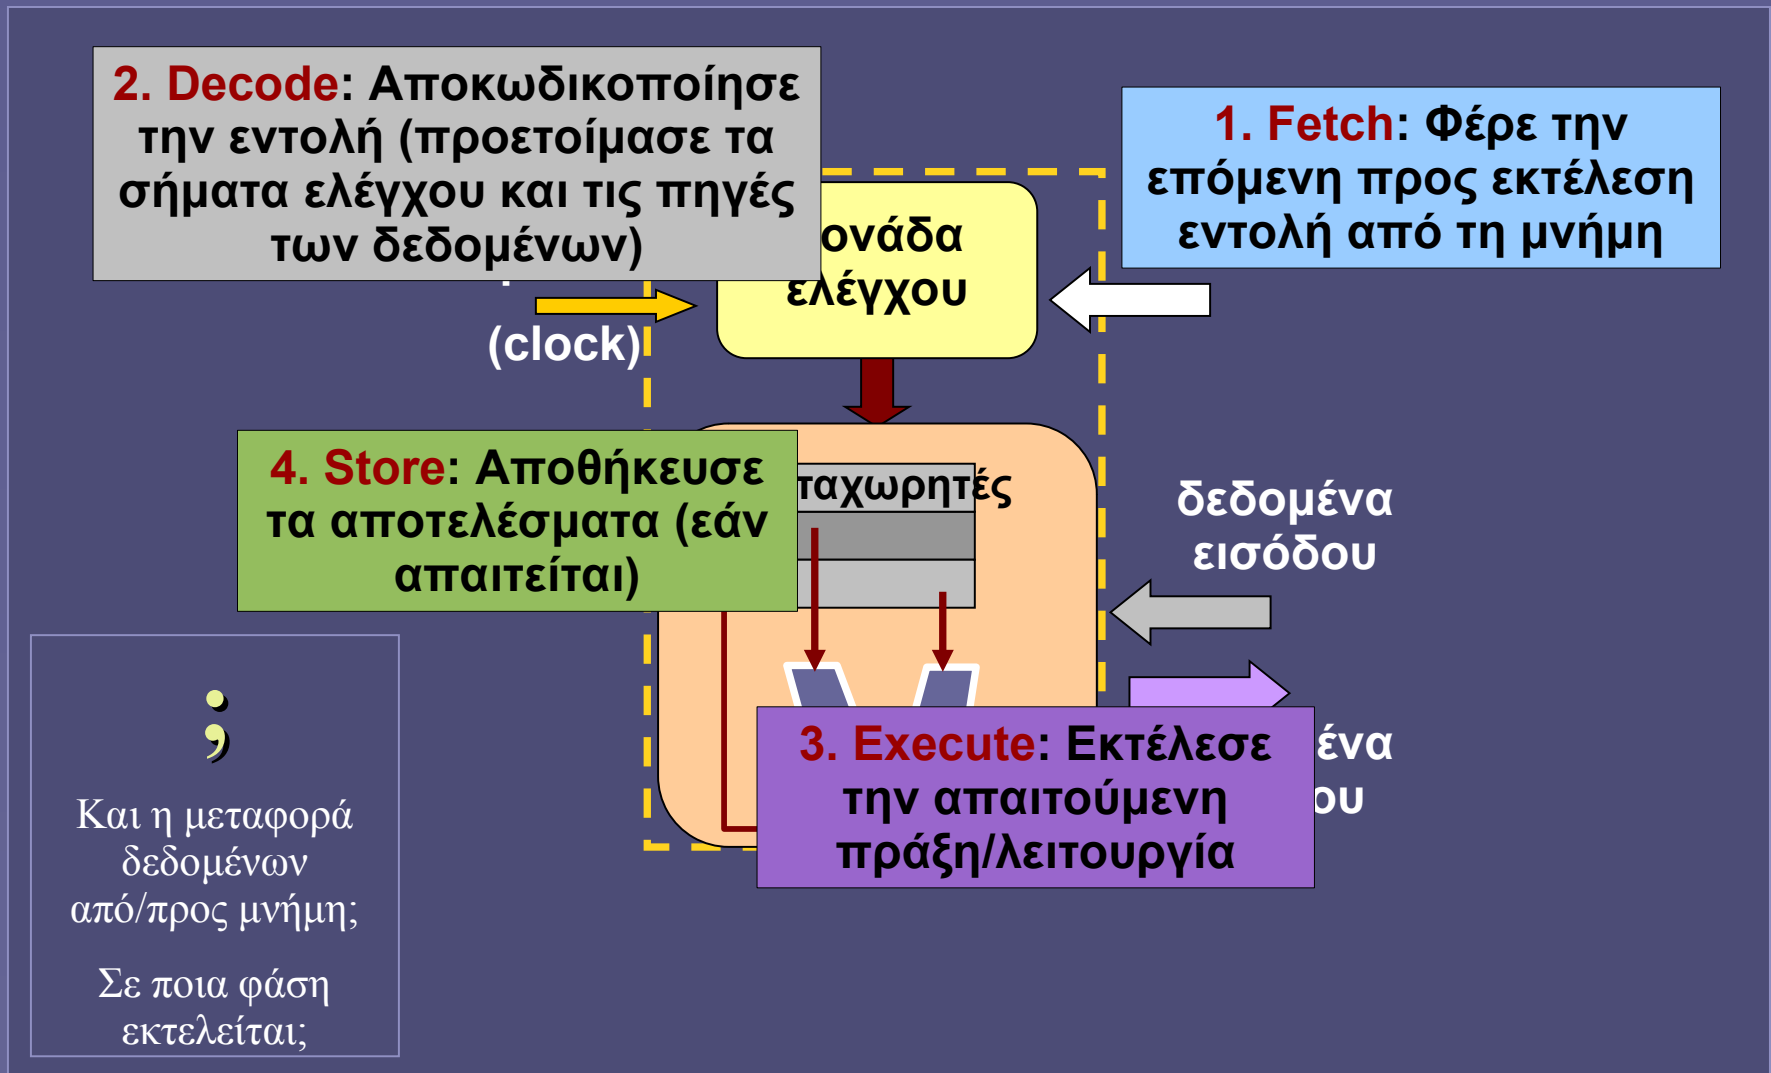 2. Decode: Αποκωδικοποίησε
την εντολή (προετοίμασε τα
σήματα ελέγχου και τις πηγές
των δεδομένων)
1. Fetch: Φέρε την
επόμενη προς εκτέλεση
εντολή από τη μνήμη
ονάδα
ελέγχου
(clock)
4. Store: Αποθήκευσε
τα αποτελέσματα (εάν
απαιτείται)
ταχωρητές
δεδομένα
εισόδου
3. Execute: Εκτέλεσε
την απαιτούμενη
πράξη/λειτουργία
ένα
ου
;
Και η μεταφορά
δεδομένων
από/προς μνήμη;
Σε ποια φάση
εκτελείται;